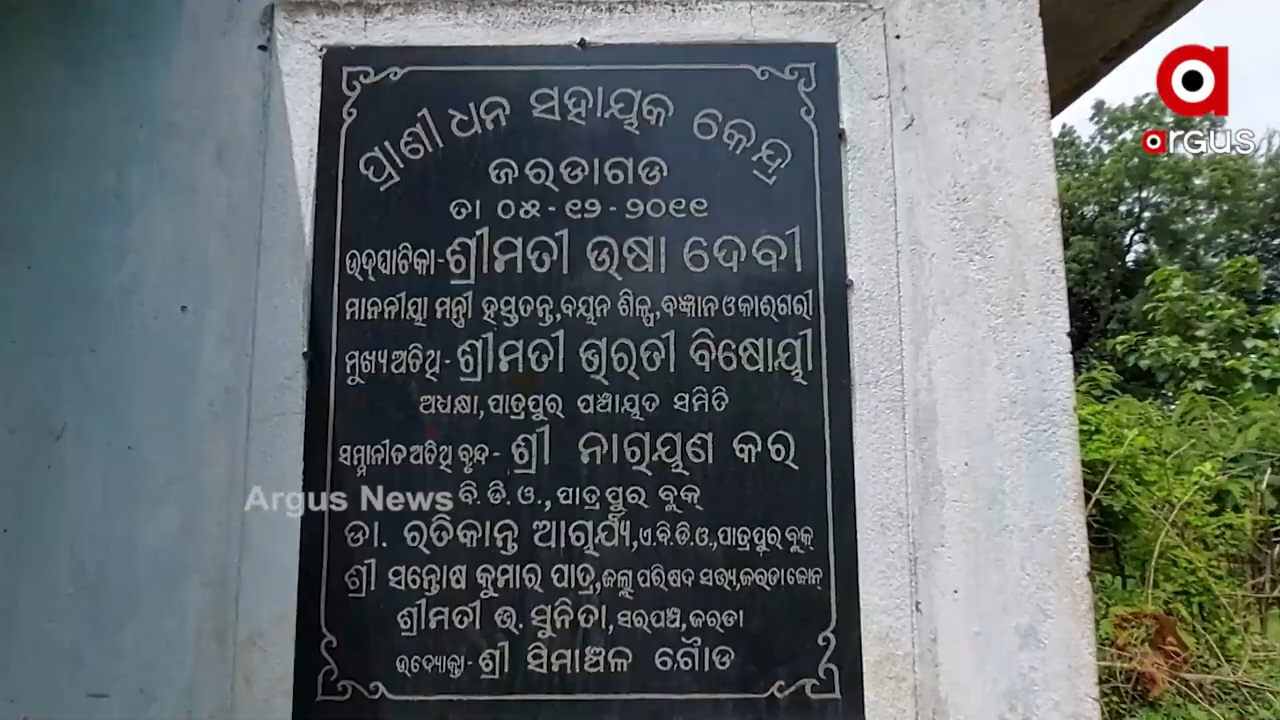 ପ୍ରାଣୀ ଧନ ସହାୟକ କେନ୍ଦ୍ର
ଜରଡାଗଡ
ତା ୦୫-୧୨-୨୦୧୧
ଉଦ୍‌ଘାଟିକା-ଶ୍ରୀମତୀ ଉଷା ଦେବୀ
ମାନନୀୟା ମନ୍ତ୍ରୀ ହସ୍ତତନ୍ତ,ବୟନ ଶିଳ୍ପ,ବିଜ୍ଞାନ ଓ କାରିଗରୀ
ମୁଖ୍ୟ ଅତିଥି-ଶ୍ରୀମତୀ ଭାରତୀ ବିଷୋୟୀ
ଅଧକ୍ଷା,ପାତ୍ରପୁର ପଞ୍ଚାୟତ ସମିତି
ସମ୍ମାନୀତ ଅତିଥି ବୃନ୍ଦ-ଶ୍ରୀ ନାରାୟଣ କର
ବି.ଡି.ଓ.,ପାତ୍ରପୁର ବ୍ଲକ୍
ଡା. ରତିକାନ୍ତ ଆଚାର୍ଯ୍ୟ,ଏ.ବି.ଡି.ଓ.,ପାତ୍ରପୁର ବ୍ଲକ୍
ଶ୍ରୀ ସନ୍ତୋଷ କୁମାର ପାତ୍ର,ଜିଲ୍ଲା ପରିଷଦ ସଭ୍ୟ,ଜରଡା ଜୋନ୍
ଶ୍ରୀମତୀ ଭି. ସୁନିତା,ସରପଞ୍ଚ,ଜରଡା
ଉଦ୍ୟୋକ୍ତା-ଶ୍ରୀ ସିମାଞ୍ଚଳ ଗୌଡ
Argus News
argus